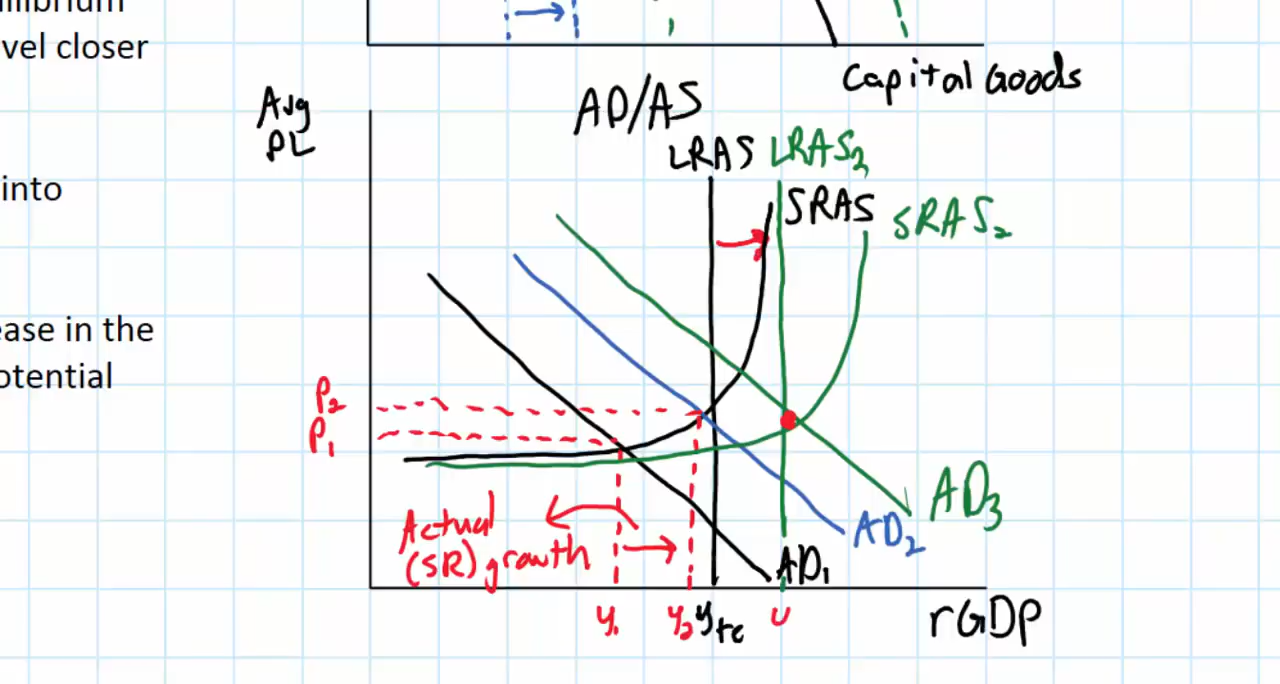 ilibrium
vel closer
Capital Goods
Avg
PL
AD/AS
LRAS LRAS2
into
SRAS SRAS2
ease in the
otential
P2
P1
Actual
(SR) growth
AD3
AD2
AD1
Y1 Y2 Yfe
rGDP